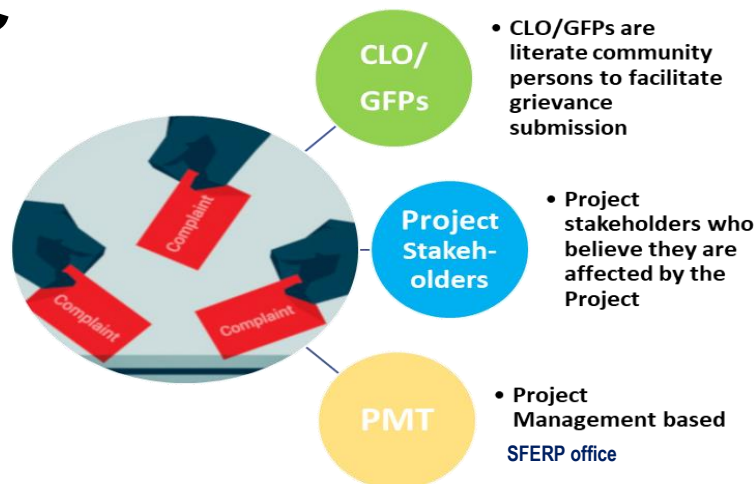 CLO/
GFPs
• CLO/GFPs are
literate community
persons to facilitate
grievance
submission
Complaint
Complaint
Complaint
Project
Stakeh-
olders
• Project
stakeholders who
believe they are
affected by the
Project
PMT
• Project
Management based
SFERP office